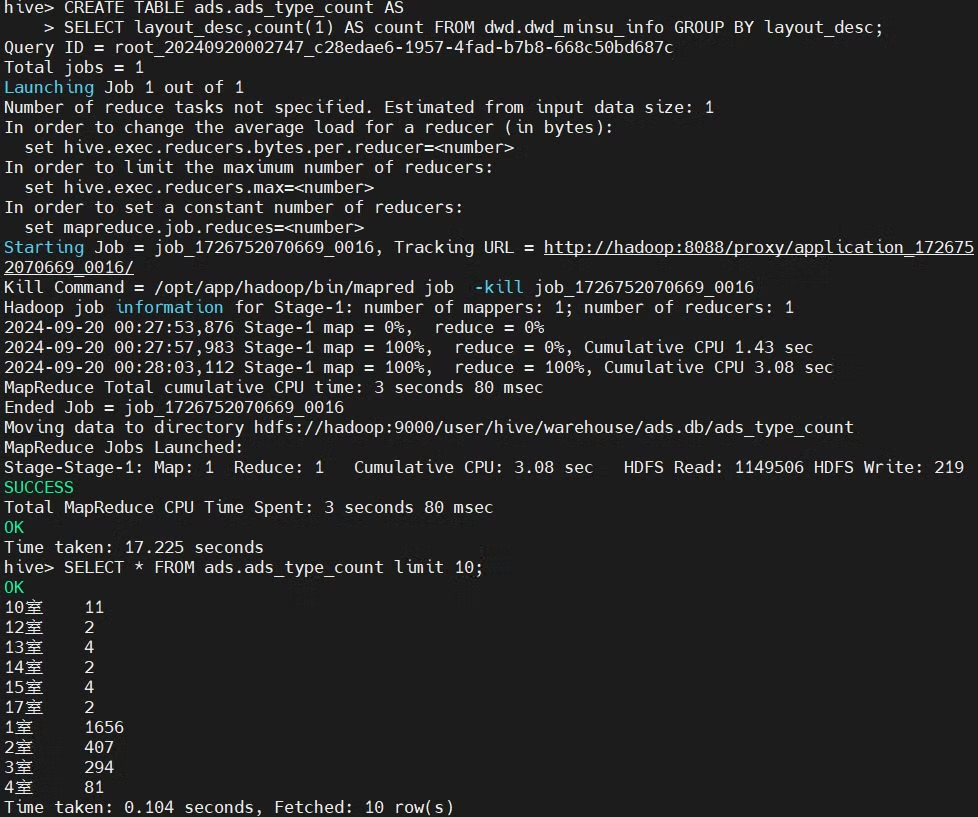 hive> CREATE TABLE ads.ads_type_count AS
    > SELECT layout_desc,count(1) AS count FROM dwd.dwd_minsu_info GROUP BY layout_desc;
Query ID = root_20240920002747_c28edae6-1957-4fad-b7b8-668c50bd687c
Total jobs = 1
Launching Job 1 out of 1
Number of reduce tasks not specified. Estimated from input data size: 1
In order to change the average load for a reducer (in bytes):
  set hive.exec.reducers.bytes.per.reducer=<number>
In order to limit the maximum number of reducers:
  set hive.exec.reducers.max=<number>
In order to set a constant number of reducers:
  set mapreduce.job.reduces=<number>
Starting Job = job_1726752070669_0016, Tracking URL = http://hadoop:8088/proxy/application_172675
2070669_0016/
Kill Command = /opt/app/hadoop/bin/mapred job  -kill job_1726752070669_0016
Hadoop job information for Stage-1: number of mappers: 1; number of reducers: 1
2024-09-20 00:27:53,876 Stage-1 map = 0%,  reduce = 0%
2024-09-20 00:27:57,983 Stage-1 map = 100%,  reduce = 0%, Cumulative CPU 1.43 sec
2024-09-20 00:28:03,112 Stage-1 map = 100%,  reduce = 100%, Cumulative CPU 3.08 sec
MapReduce Total cumulative CPU time: 3 seconds 80 msec
Ended Job = job_1726752070669_0016
Moving data to directory hdfs://hadoop:9000/user/hive/warehouse/ads.db/ads_type_count
MapReduce Jobs Launched:
Stage-Stage-1: Map: 1  Reduce: 1   Cumulative CPU: 3.08 sec   HDFS Read: 1149506 HDFS Write: 219
SUCCESS
Total MapReduce CPU Time Spent: 3 seconds 80 msec
OK
Time taken: 17.225 seconds
hive> SELECT * FROM ads.ads_type_count limit 10;
OK
10室    11
12室    2
13室    4
14室    2
15室    4
17室    2
1室     1656
2室     407
3室     294
4室     81
Time taken: 0.104 seconds, Fetched: 10 row(s)